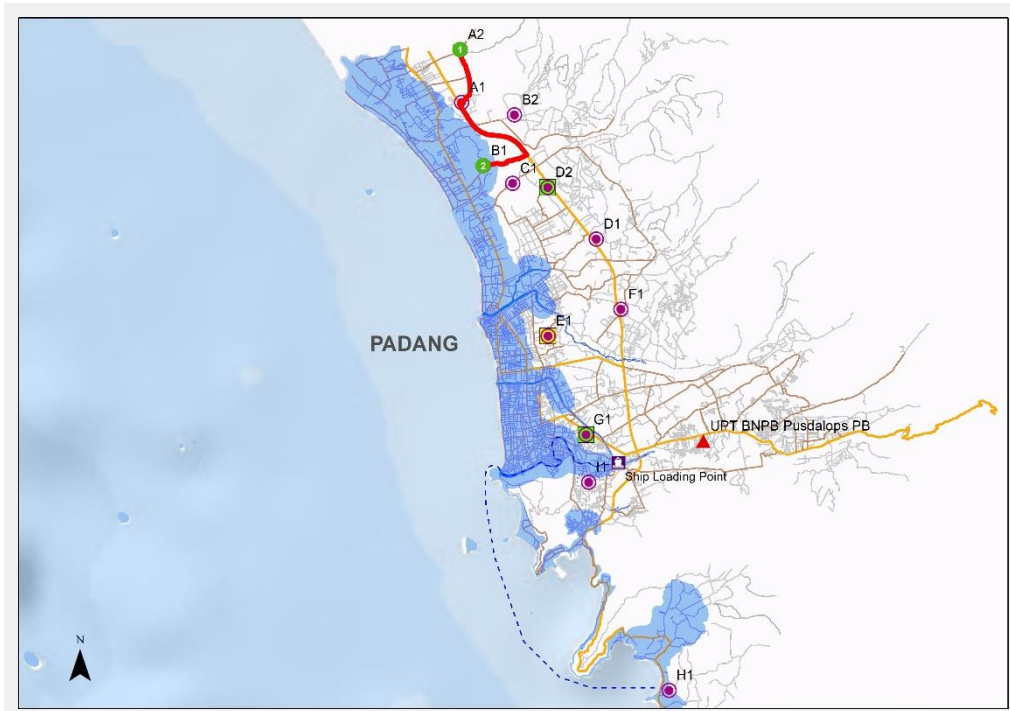 A2
1
A1
B2
B1
2
C1
D2
D1
F1
PADANG
E1
G1
UPT BNPB Pusdalops PB
I1
Ship Loading Point
N
H1